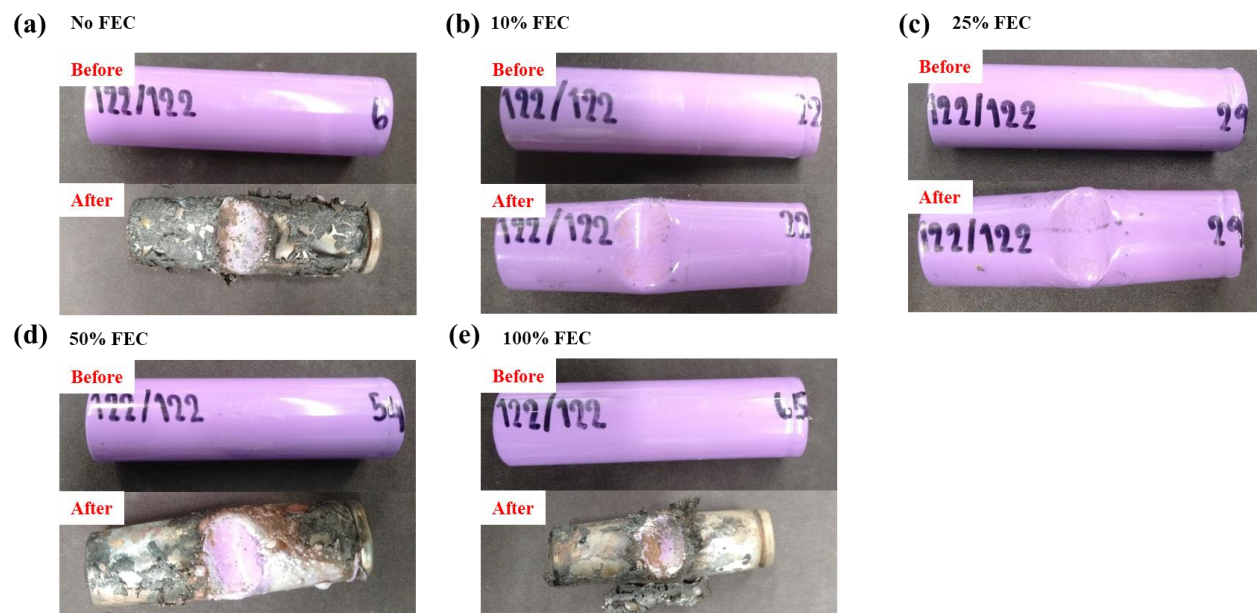 (a) No FEC
Before
122/122 6
After
(b) 10% FEC
Before
122/122 22
After
122/122 22
(c) 25% FEC
Before
122/122 29
After
122/122 29
(d) 50% FEC
Before
122/122 54
After
(e) 100% FEC
Before
122/122 65
After